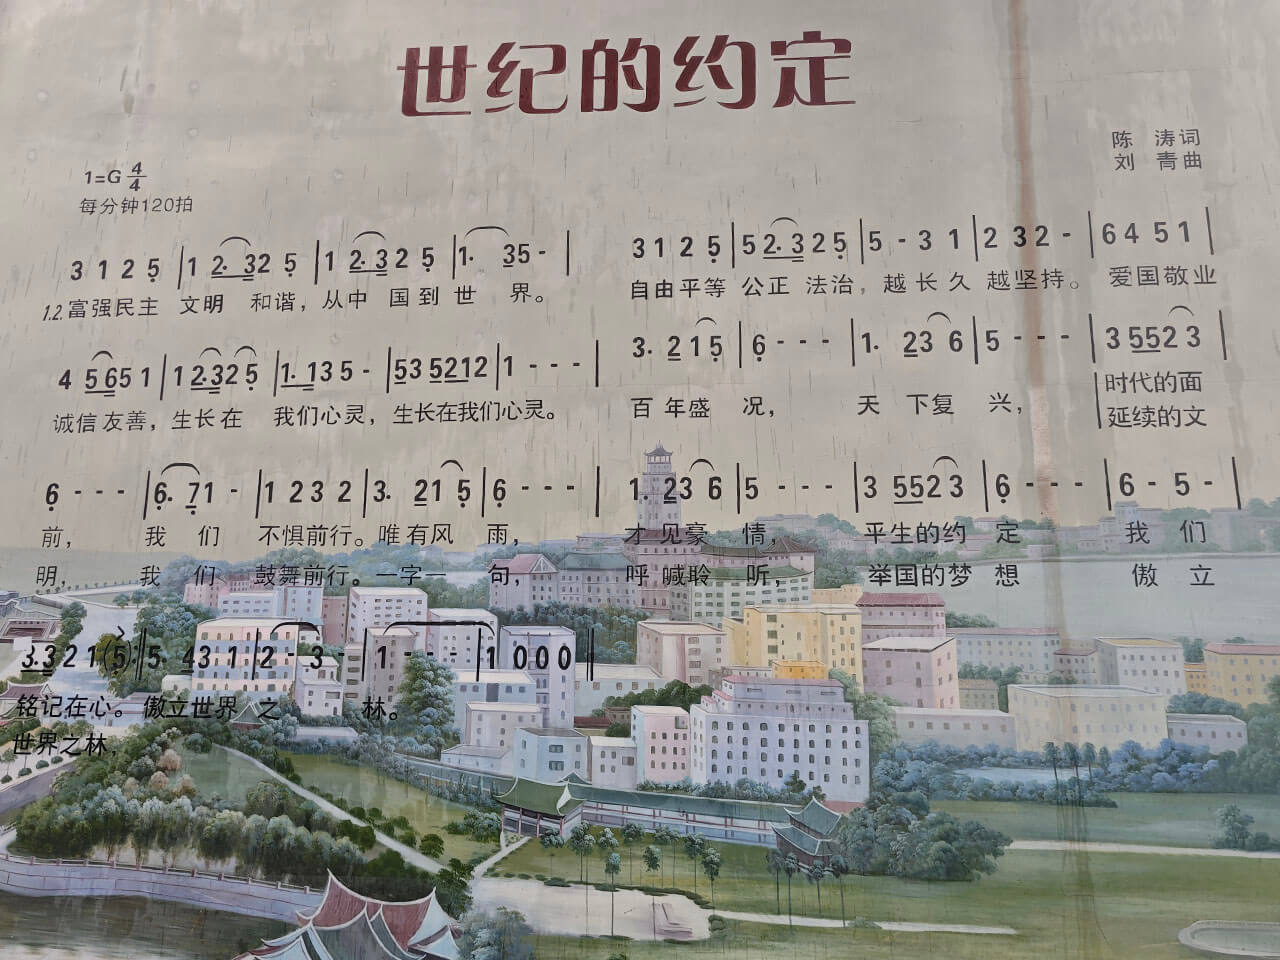 世纪的约定
陈 涛词
刘 青曲
1=G 4/4
每分钟120拍
3 1 2 5 | 1 2. 3 2 5 | 1 2. 3 2 5 | 1. 3 5 - | 3 1 2 5 | 5 2. 3 2 5 | 5 - 3 1 | 2 3 2 - | 6 4 5 1 |
1.2.富强民主 文明 和谐，从中 国到世 界。 自由平等 公正 法治，越长久 越坚持。 爱国敬业
4 5 6 5 1 | 1 2. 3 2 5 | 1. 1 3 5 - | 5 3 5 2 1 2 | 1 - - - | 3. 2 1 5 | 6 - - - | 1. 2 3 6 | 5 - - - | 3 5 5 2 3 |
诚信友善，生长在 我们心灵，生长在我们心灵。 百年盛 况， 天 下复 兴， 时代的面
延续的文
6 - - - | 6. 7 1 - | 1 2 3 2 | 3. 2 1 5 | 6 - - - | 1. 2 3 6 | 5 - - - | 3 5 5 2 3 | 6 - - - | 6 - 5 - |
前， 我 们 不惧前行。唯有风 雨， 才见豪 情， 平生的约 定 我 们
明， 我 们 鼓舞前行。一字一 句， 呼喊聆 听， 举国的梦 想 傲 立
3. 3 2 1 (5. :‖ 5. 4 3 1 | 2 - 3 - | 1 - - - | 1 0 0 0 ‖
铭记在心。傲立世界 之 林。
世界之林，